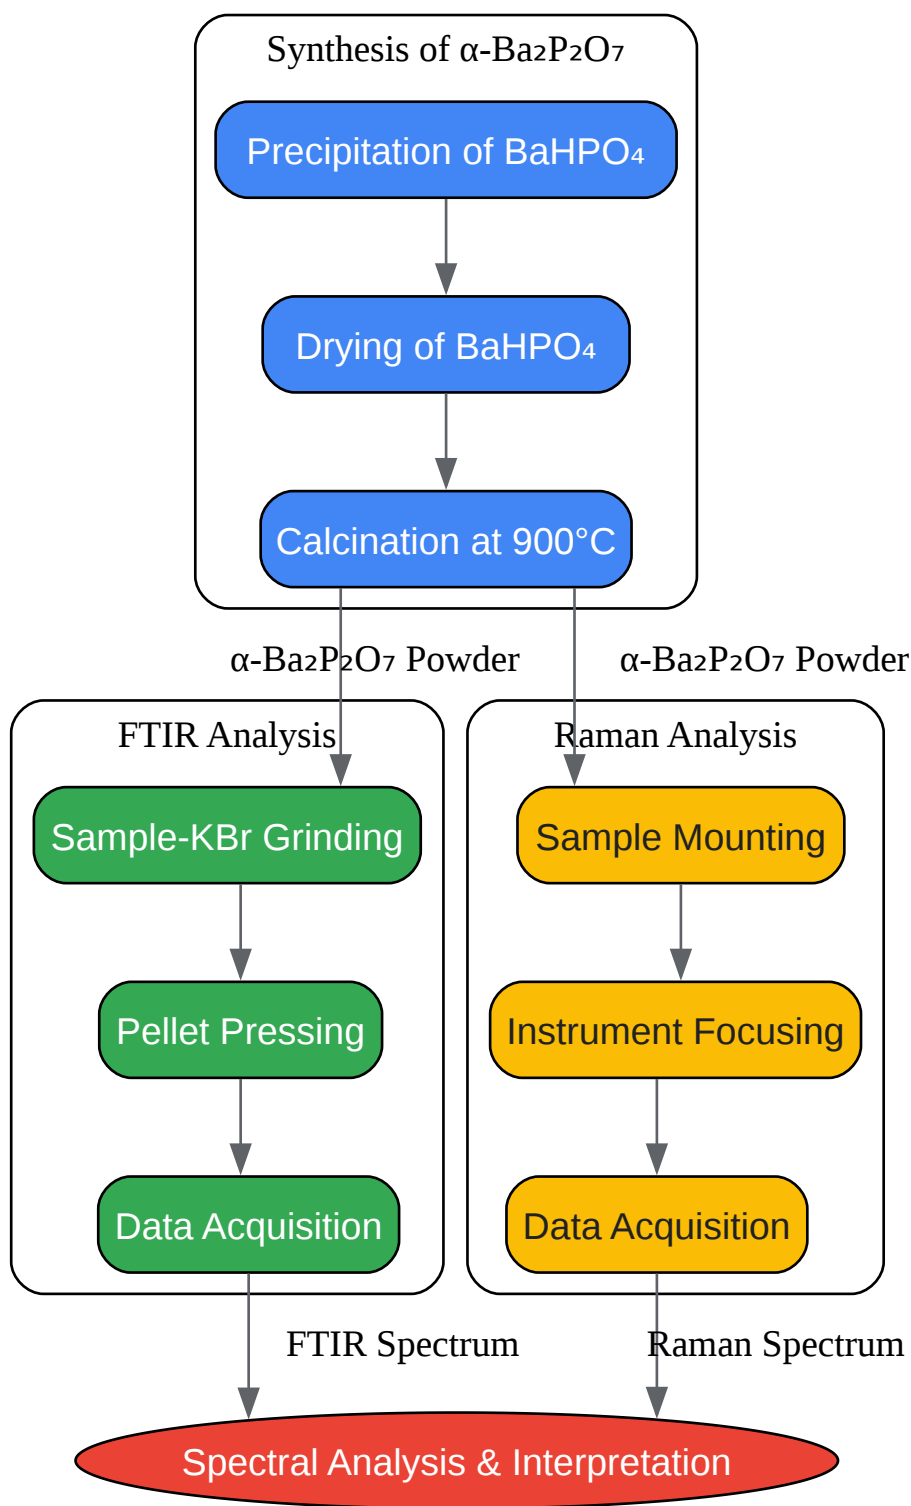 Synthesis of α-Ba₂P₂O₇
Precipitation of BaHPO₄
Drying of BaHPO₄
Calcination at 900°C
α-Ba₂P₂O₇ Powder
α-Ba₂P₂O₇ Powder
FTIR Analysis
Sample-KBr Grinding
Pellet Pressing
Data Acquisition
Raman Analysis
Sample Mounting
Instrument Focusing
Data Acquisition
FTIR Spectrum
Raman Spectrum
Spectral Analysis & Interpretation